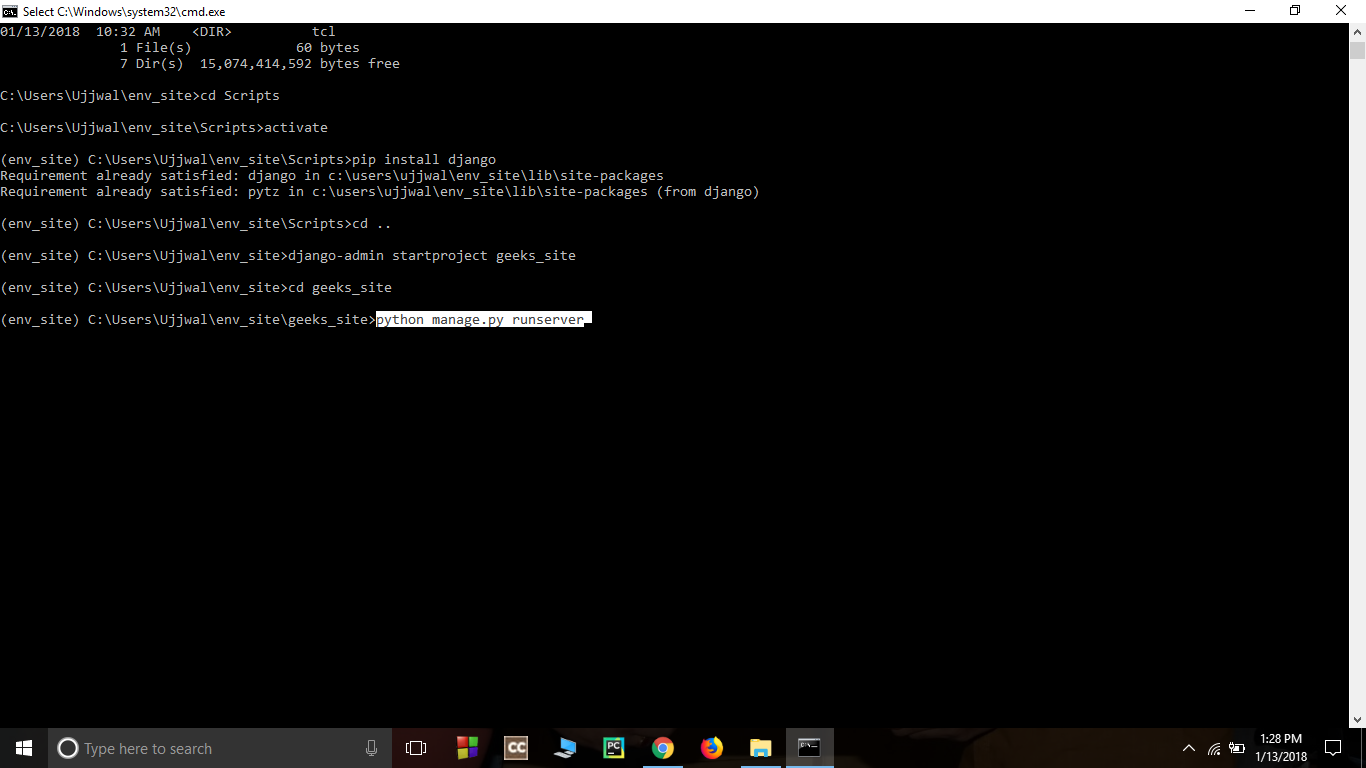 Select C:\Windows\system32\cmd.exe
01/13/2018  10:32 AM    <DIR>          tcl
               1 File(s)             60 bytes
               7 Dir(s)  15,074,414,592 bytes free
C:\Users\Ujjwal\env_site>cd Scripts
C:\Users\Ujjwal\env_site\Scripts>activate
(env_site) C:\Users\Ujjwal\env_site\Scripts>pip install django
Requirement already satisfied: django in c:\users\ujjwal\env_site\lib\site-packages
Requirement already satisfied: pytz in c:\users\ujjwal\env_site\lib\site-packages (from django)
(env_site) C:\Users\Ujjwal\env_site\Scripts>cd ..
(env_site) C:\Users\Ujjwal\env_site>django-admin startproject geeks_site
(env_site) C:\Users\Ujjwal\env_site>cd geeks_site
(env_site) C:\Users\Ujjwal\env_site\geeks_site>python manage.py runserver
Type here to search
CC
PC
1:28 PM
1/13/2018